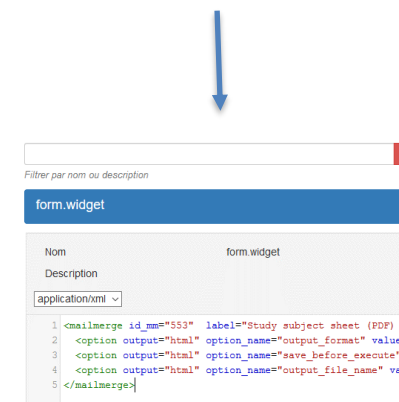 Filtrer par nom ou description
form.widget
Nom form.widget
Description
application/xml
1 <mailmerge id_mm="553" label="Study subject sheet (PDF)
2 <option output="html" option_name="output_format" value
3 <option output="html" option_name="save_before_execute"
4 <option output="html" option_name="output_file_name" va
5 </mailmerge>